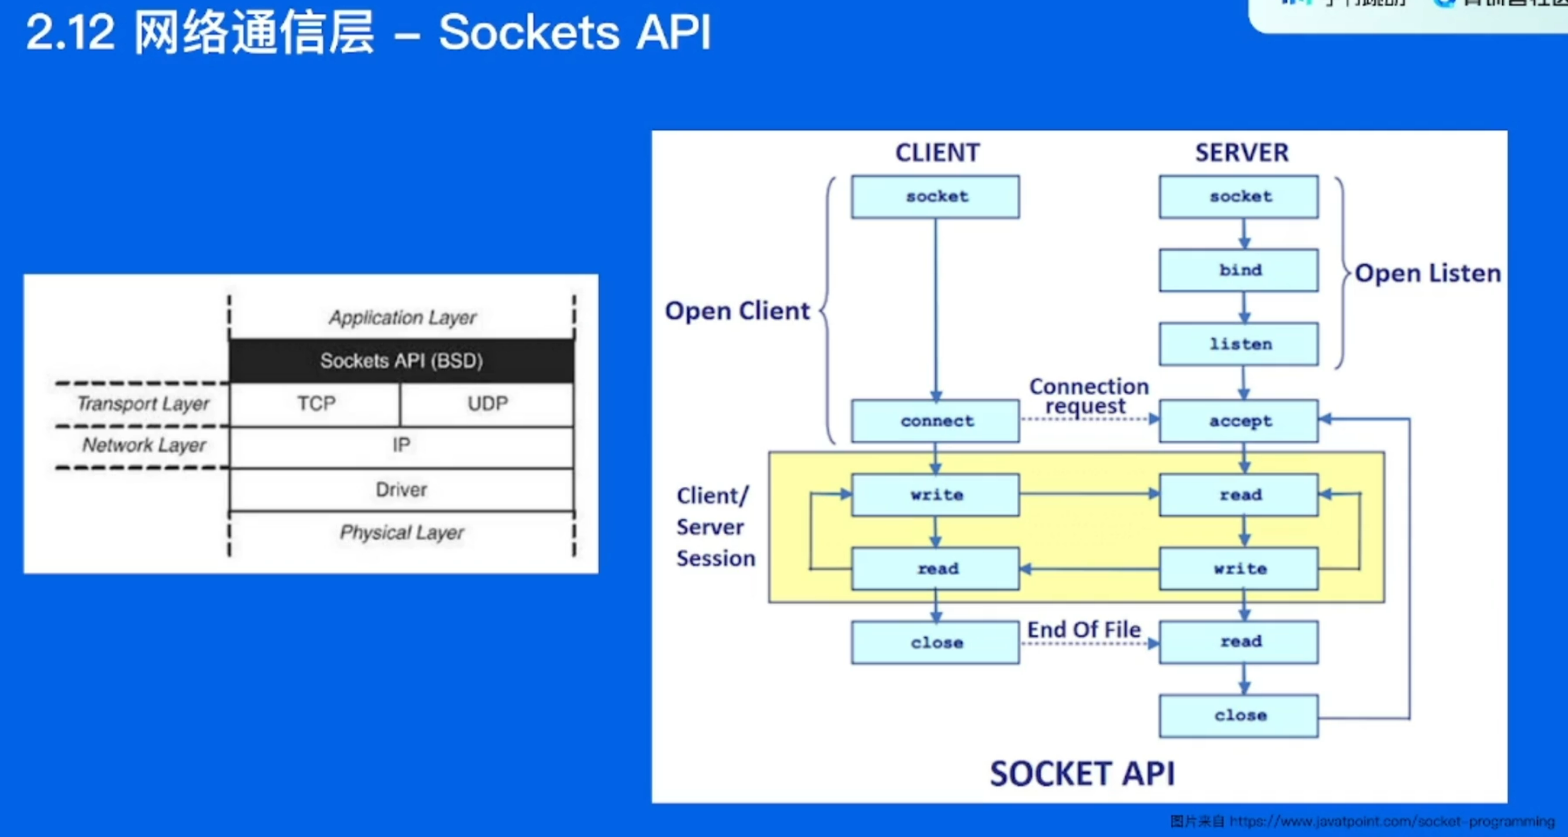 2.12 网络通信层 – Sockets API
Application Layer
Sockets API (BSD)
Transport Layer
TCP
UDP
Network Layer
IP
Driver
Physical Layer
CLIENT
SERVER
socket
socket
bind
Open Listen
Open Client
listen
Connection
request
connect
accept
Client/
Server
Session
write
read
read
write
End Of File
close
read
close
SOCKET API
图片来自 https://www.javatpoint.com/socket-programming